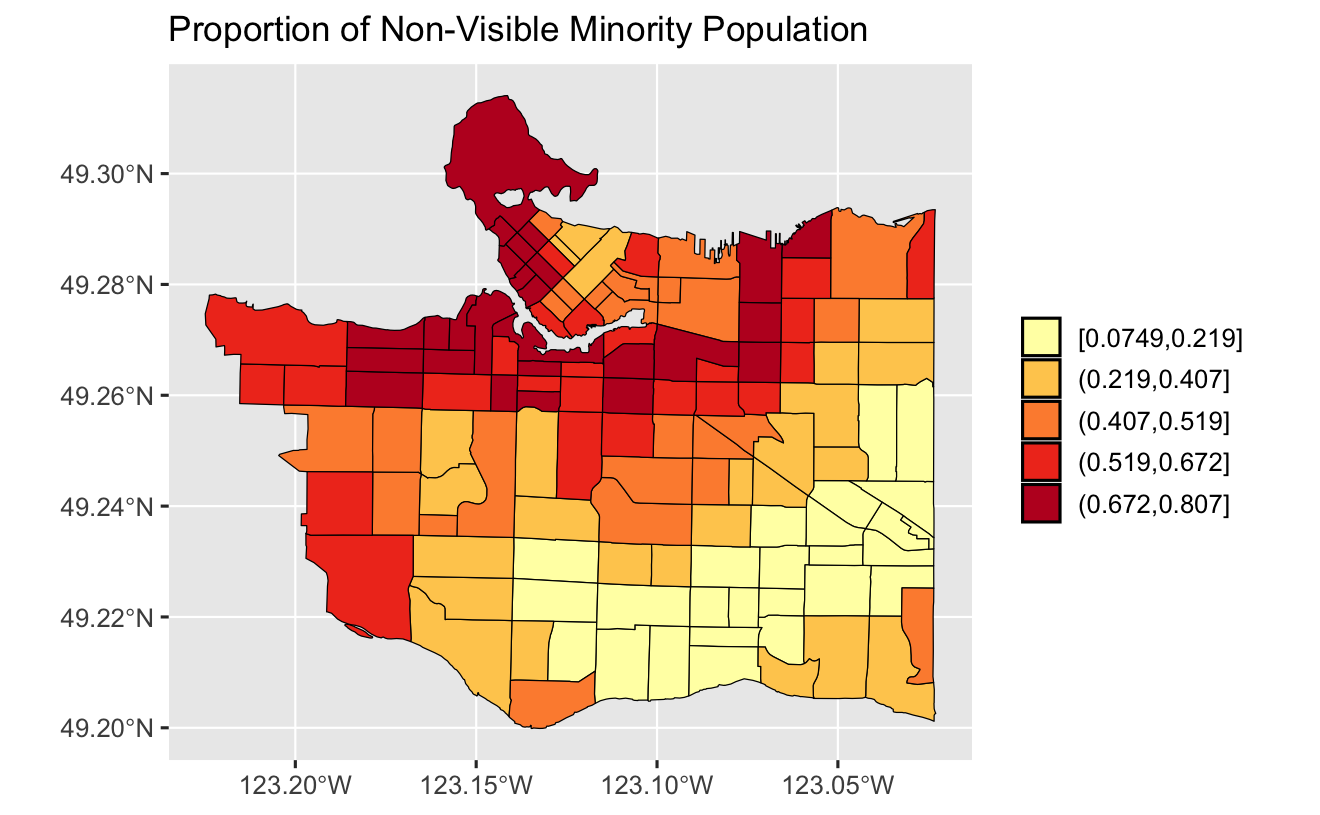 Proportion of Non-Visible Minority Population
49.30°N
49.28°N
49.26°N
49.24°N
49.22°N
49.20°N
123.20°W 123.15°W 123.10°W 123.05°W
[0.0749,0.219]
(0.219,0.407]
(0.407,0.519]
(0.519,0.672]
(0.672,0.807]